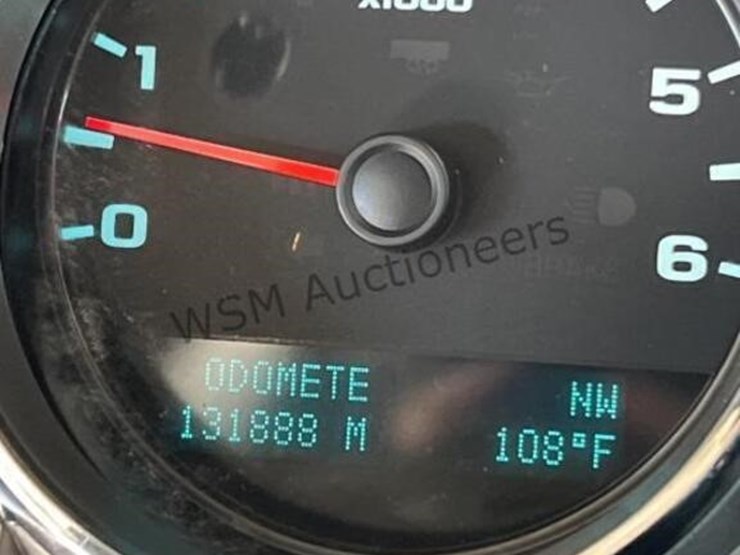 x1000
1
5
0
6
WSM Auctioneers
ODOMETE
NW
131888 M
108°F